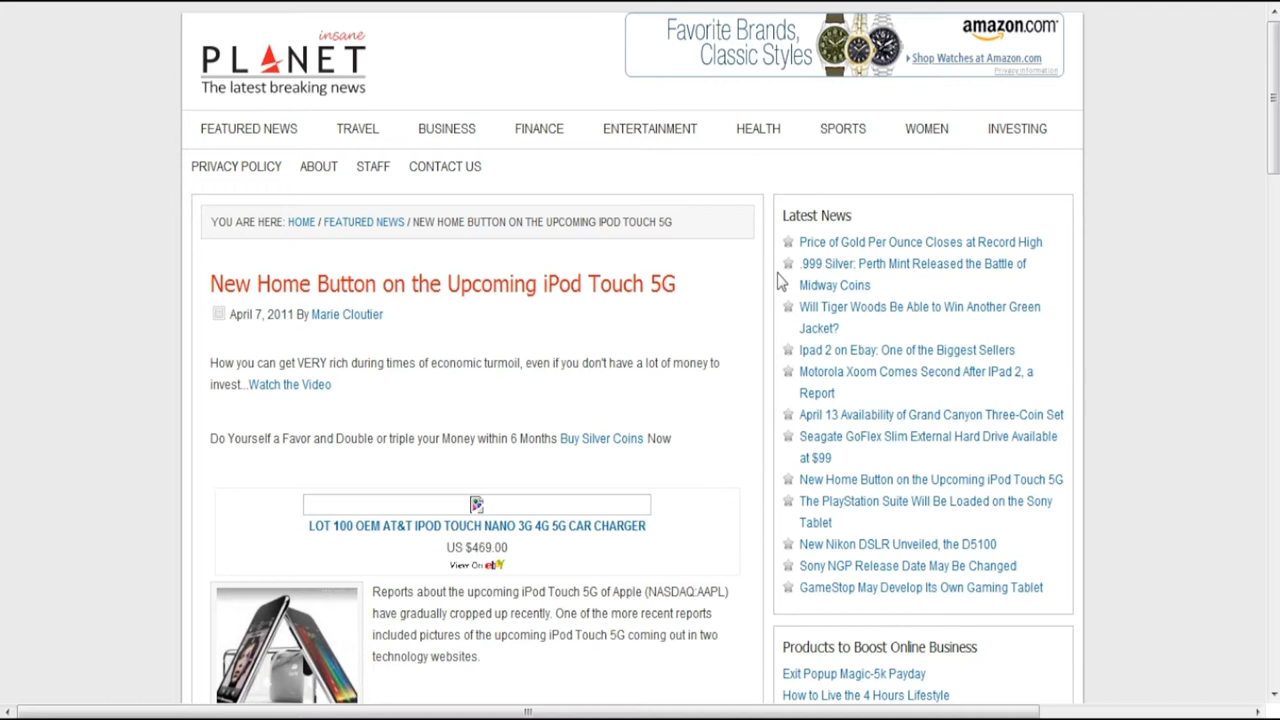 insane
PLANET
The latest breaking news
Favorite Brands,
Classic Styles
amazon.com
Shop Watches at Amazon.com
Privacy Information
FEATURED NEWS TRAVEL BUSINESS FINANCE ENTERTAINMENT HEALTH SPORTS WOMEN INVESTING
PRIVACY POLICY ABOUT STAFF CONTACT US
YOU ARE HERE: HOME / FEATURED NEWS / NEW HOME BUTTON ON THE UPCOMING IPOD TOUCH 5G
New Home Button on the Upcoming iPod Touch 5G
April 7, 2011 By Marie Cloutier
How you can get VERY rich during times of economic turmoil, even if you don't have a lot of money to
invest...Watch the Video
Do Yourself a Favor and Double or triple your Money within 6 Months Buy Silver Coins Now
LOT 100 OEM AT&T IPOD TOUCH NANO 3G 4G 5G CAR CHARGER
US $469.00
View On ebY
Reports about the upcoming iPod Touch 5G of Apple (NASDAQ:AAPL)
have gradually cropped up recently. One of the more recent reports
included pictures of the upcoming iPod Touch 5G coming out in two
technology websites.
Latest News
Price of Gold Per Ounce Closes at Record High
.999 Silver: Perth Mint Released the Battle of
Midway Coins
Will Tiger Woods Be Able to Win Another Green
Jacket?
Ipad 2 on Ebay: One of the Biggest Sellers
Motorola Xoom Comes Second After IPad 2, a
Report
April 13 Availability of Grand Canyon Three-Coin Set
Seagate GoFlex Slim External Hard Drive Available
at $99
New Home Button on the Upcoming iPod Touch 5G
The PlayStation Suite Will Be Loaded on the Sony
Tablet
New Nikon DSLR Unveiled, the D5100
Sony NGP Release Date May Be Changed
GameStop May Develop Its Own Gaming Tablet
Products to Boost Online Business
Exit Popup Magic-5k Payday
How to Live the 4 Hours Lifestyle